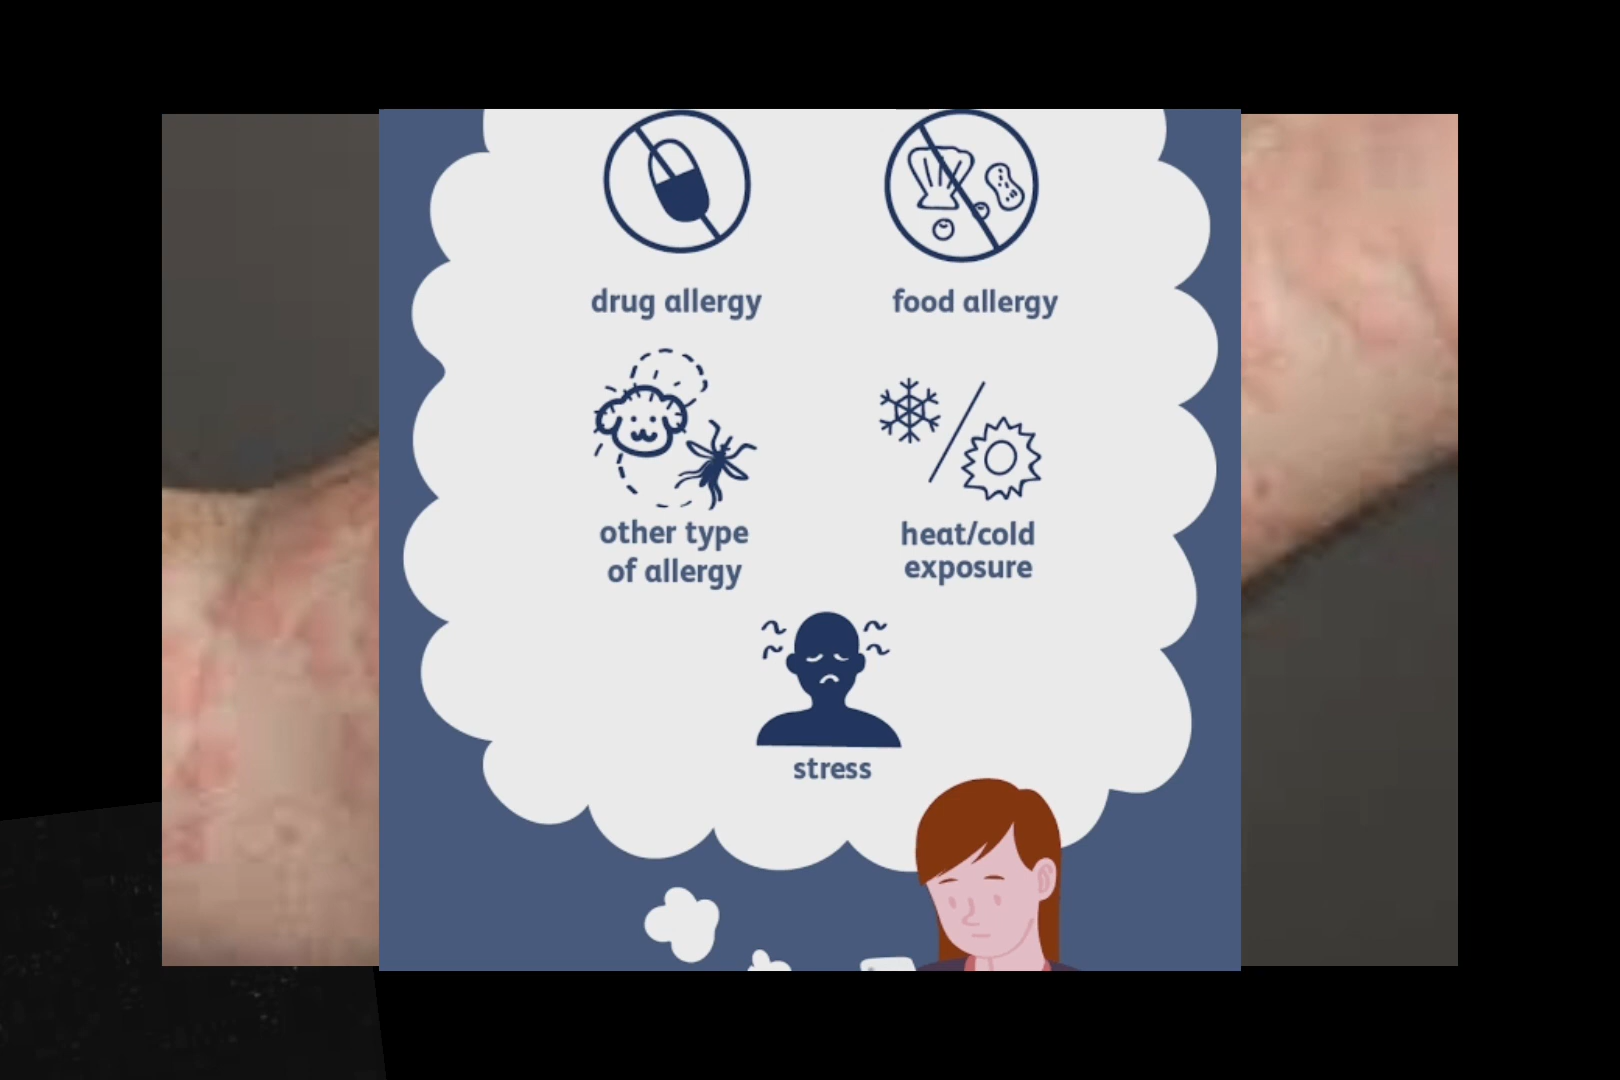 drug allergy
food allergy
other type
of allergy
heat/cold
exposure
stress